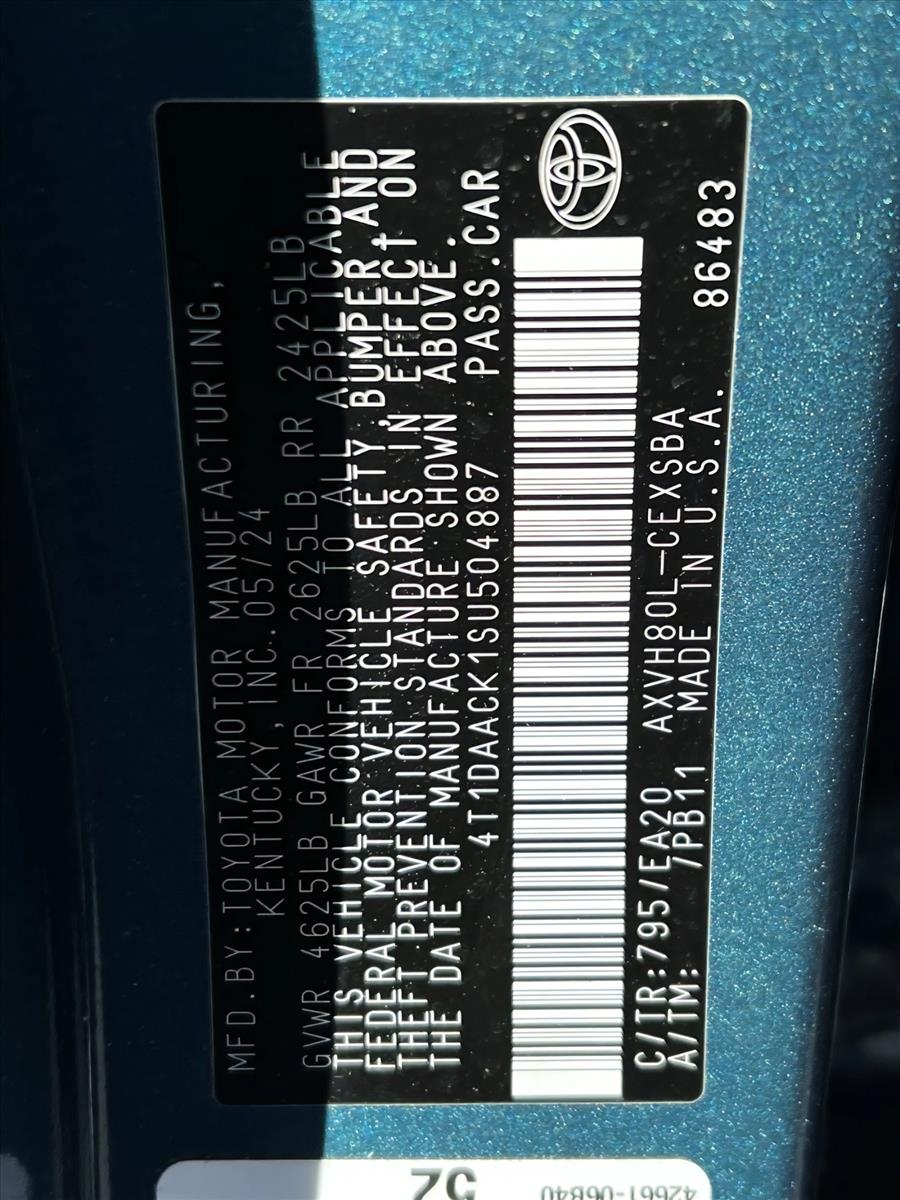 MFD.BY:TOYOTA MOTOR MANUFACTURING,
KENTUCKY,INC.05/24
GVWR 4625LB GAWR FR 2625LB RR 2425LB
THIS VEHICLE CONFORMS TO ALL APPLICABLE
FEDERAL MOTOR VEHICLE SAFETY,BUMPER,AND
THEFT PREVENTION STANDARDS IN EFFECT ON
THE DATE OF MANUFACTURE SHOWN ABOVE.
4T1DAACK1SU504887 PASS.CAR
C/TR:795/EA20 AXVH80L-CEXSBA 86483
A/TM: /PB11 MADE IN U.S.A.
52
42661-06B40